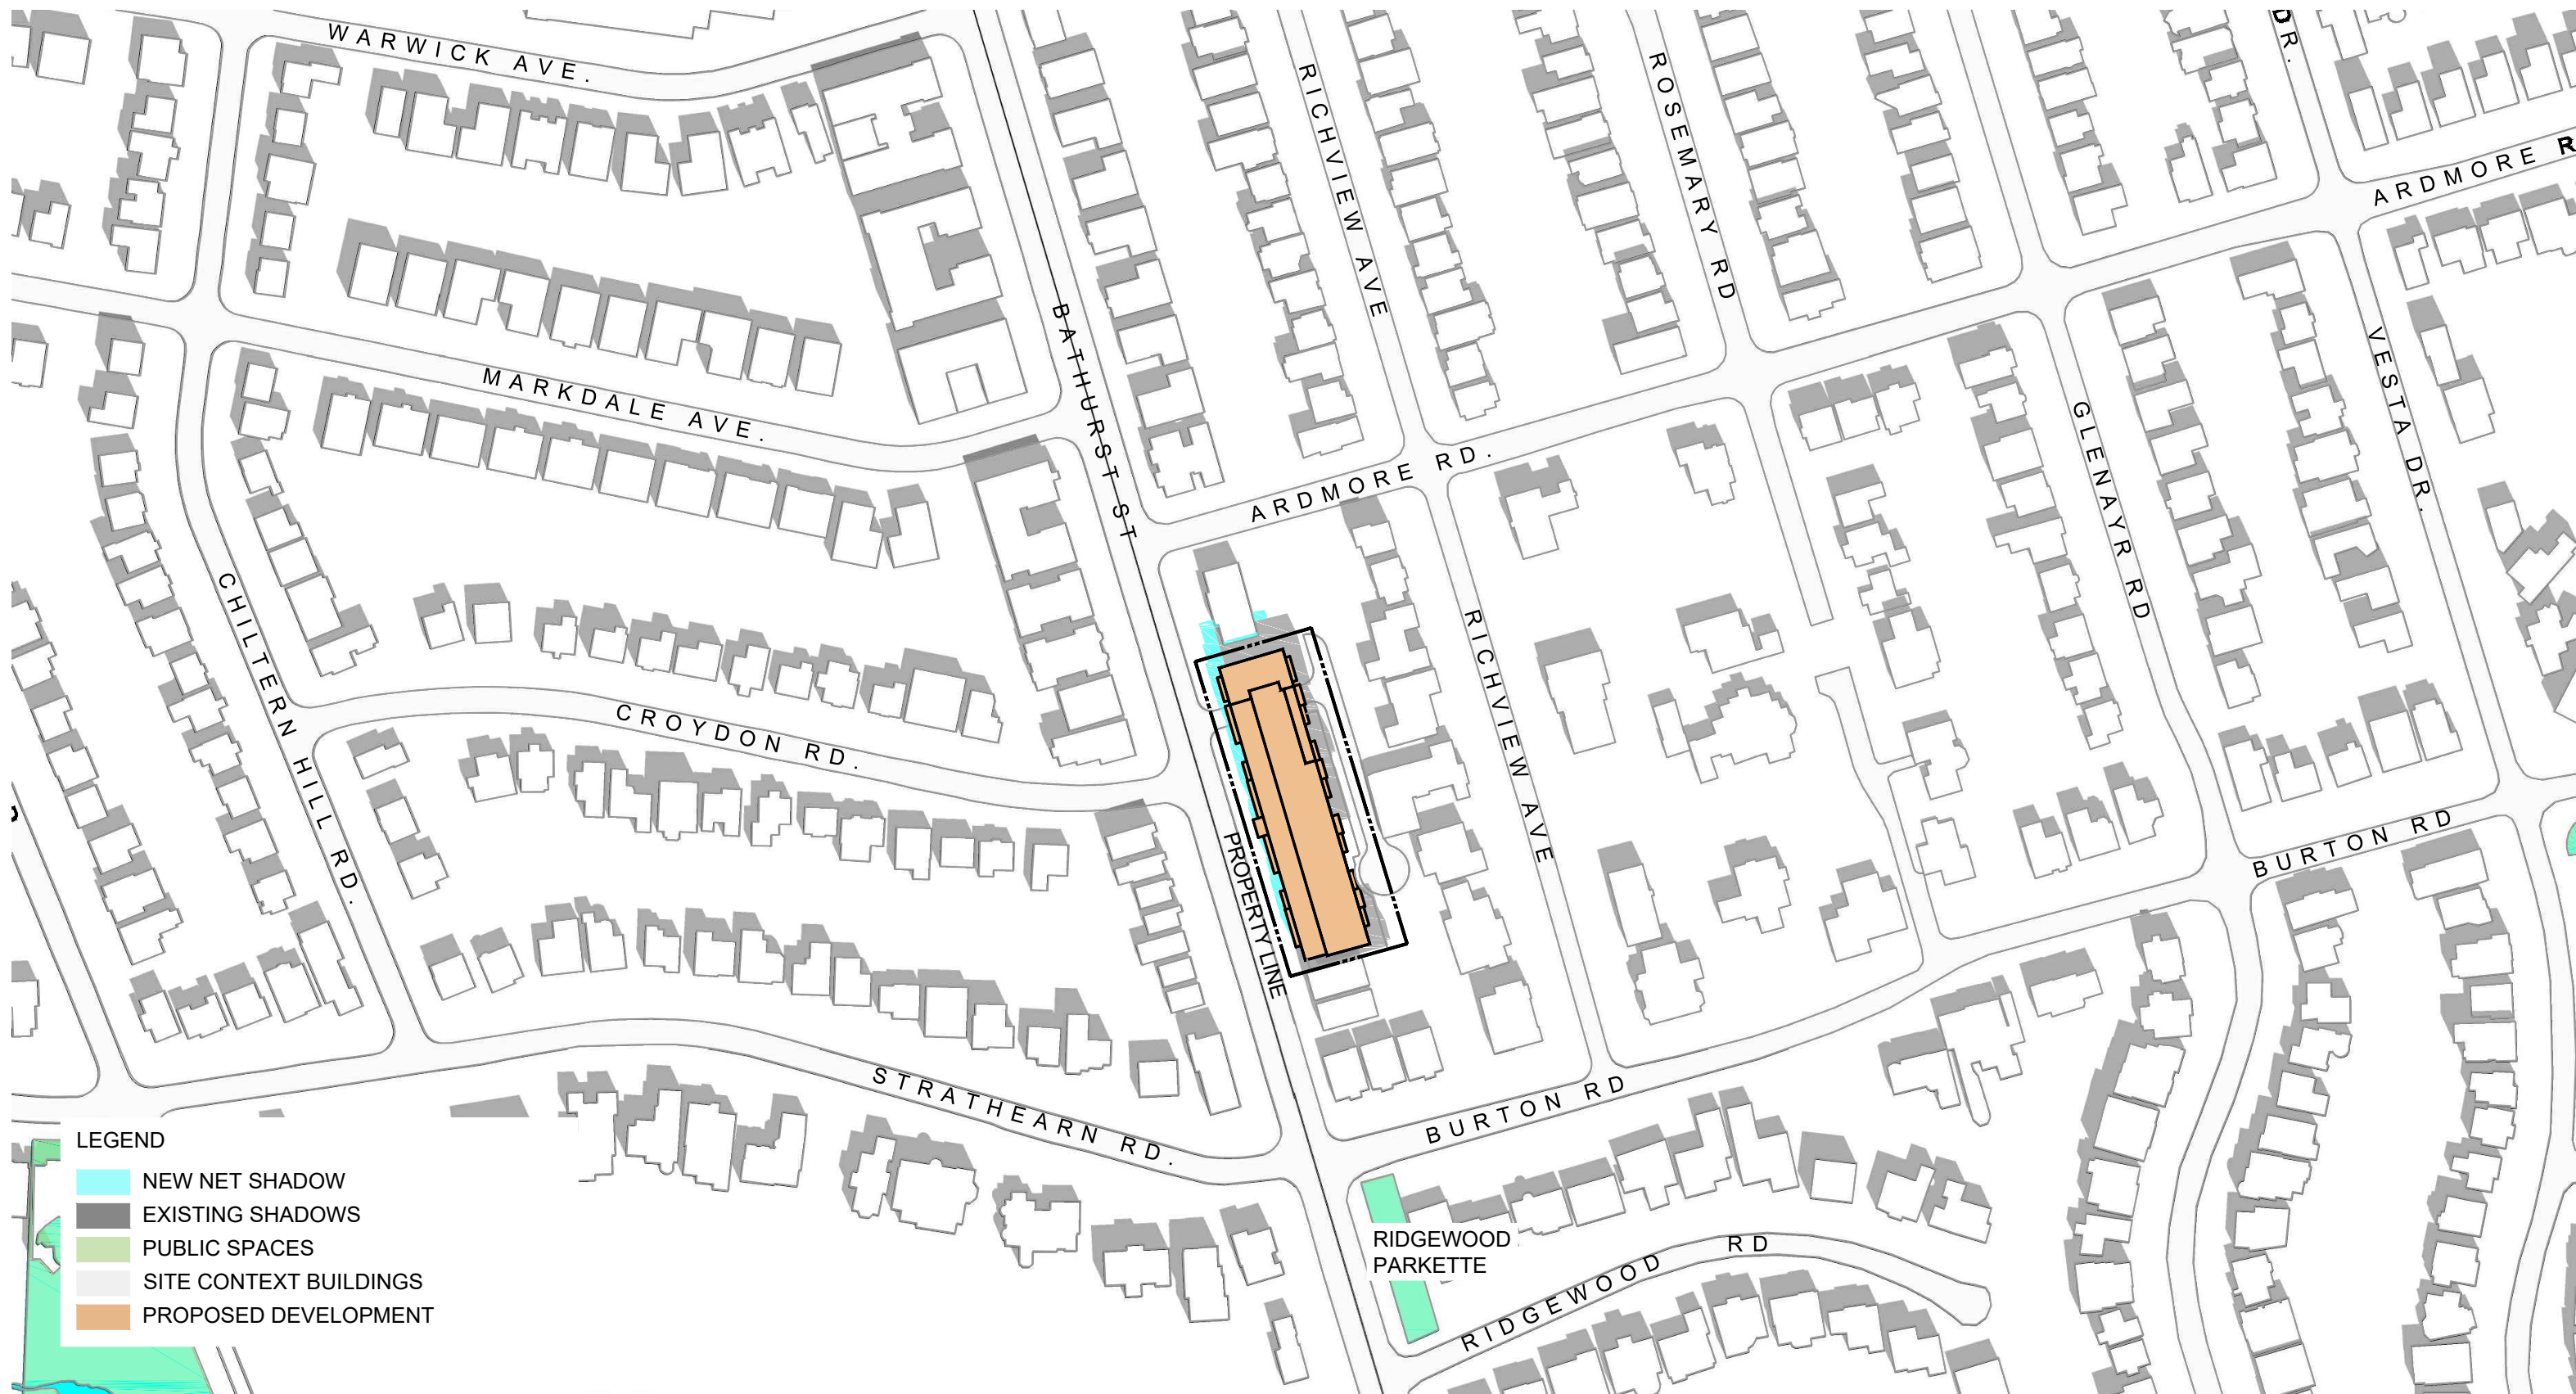 WARWICK AVE.
RICHVIEW AVE
ROSEMARY RD
DR.
ARDMORE R
MARKDALE AVE.
BATHURST ST
ARDMORE RD.
GLENAYR RD
VESTA DR.
CHILTERN HILL RD.
CROYDON RD.
RICHVIEW AVE
PROPERTY LINE
BURTON RD
STRATHEARN RD.
BURTON RD
RIDGEWOOD
PARKETTE
RIDGEWOOD RD
LEGEND
NEW NET SHADOW
EXISTING SHADOWS
PUBLIC SPACES
SITE CONTEXT BUILDINGS
PROPOSED DEVELOPMENT